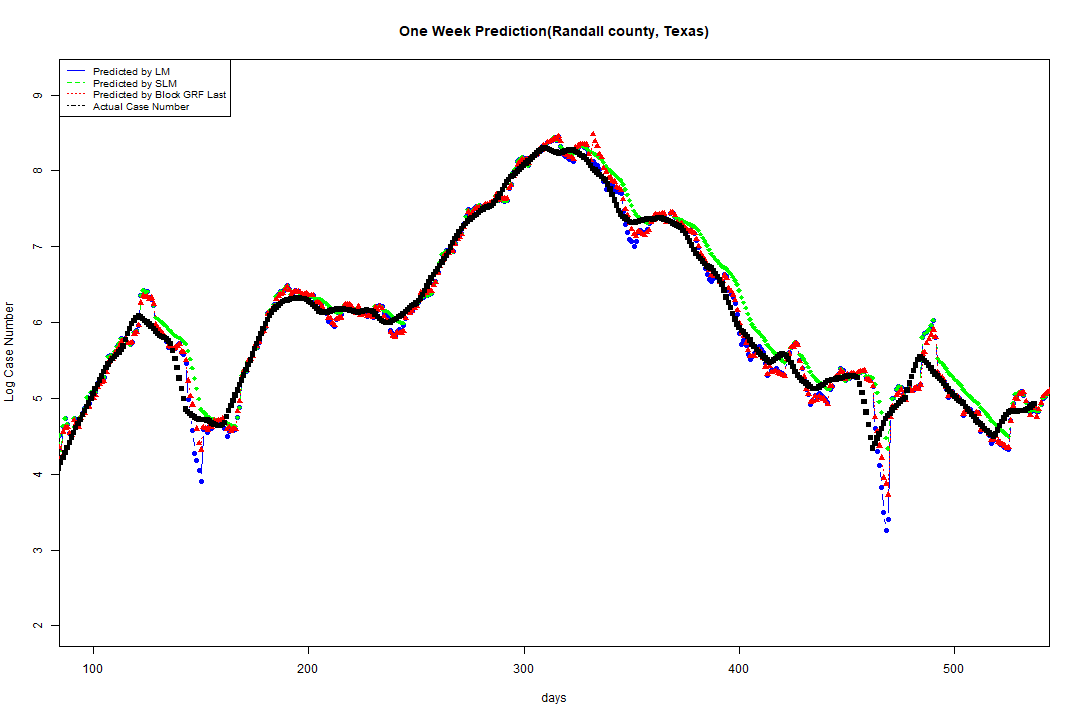 One Week Prediction(Randall county, Texas)
Predicted by LM
Predicted by SLM
Predicted by Block GRF Last
Actual Case Number
9
8
7
6
5
4
3
2
Log Case Number
100 200 300 400 500
days